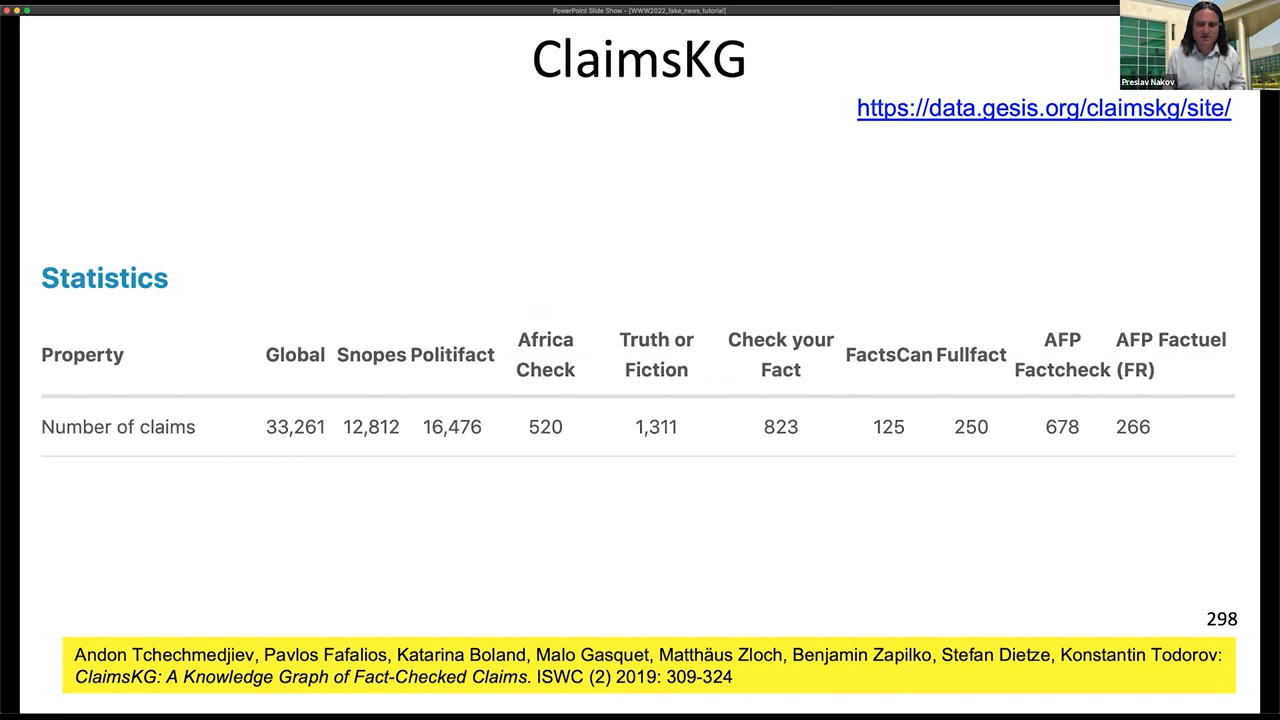 PowerPoint Slide Show - [WWW2022_fake_news_tutorial]
ClaimsKG
Preslav Nakov
https://data.gesis.org/claimskg/site/
Statistics
Property Global Snopes Politifact Africa Check Truth or Fiction Check your Fact FactsCan Fullfact AFP Factcheck AFP Factuel (FR)
Number of claims 33,261 12,812 16,476 520 1,311 823 125 250 678 266
298
Andon Tchechmedjiev, Pavlos Fafalios, Katarina Boland, Malo Gasquet, Matthäus Zloch, Benjamin Zapilko, Stefan Dietze, Konstantin Todorov:
ClaimsKG: A Knowledge Graph of Fact-Checked Claims. ISWC (2) 2019: 309-324